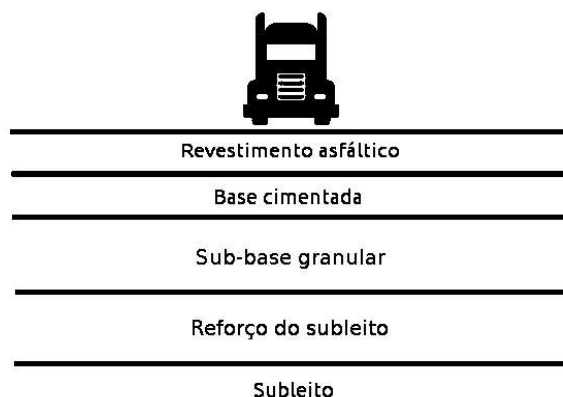 Revestimento asfáltico
Base cimentada
Sub-base granular
Reforço do subleito
Subleito